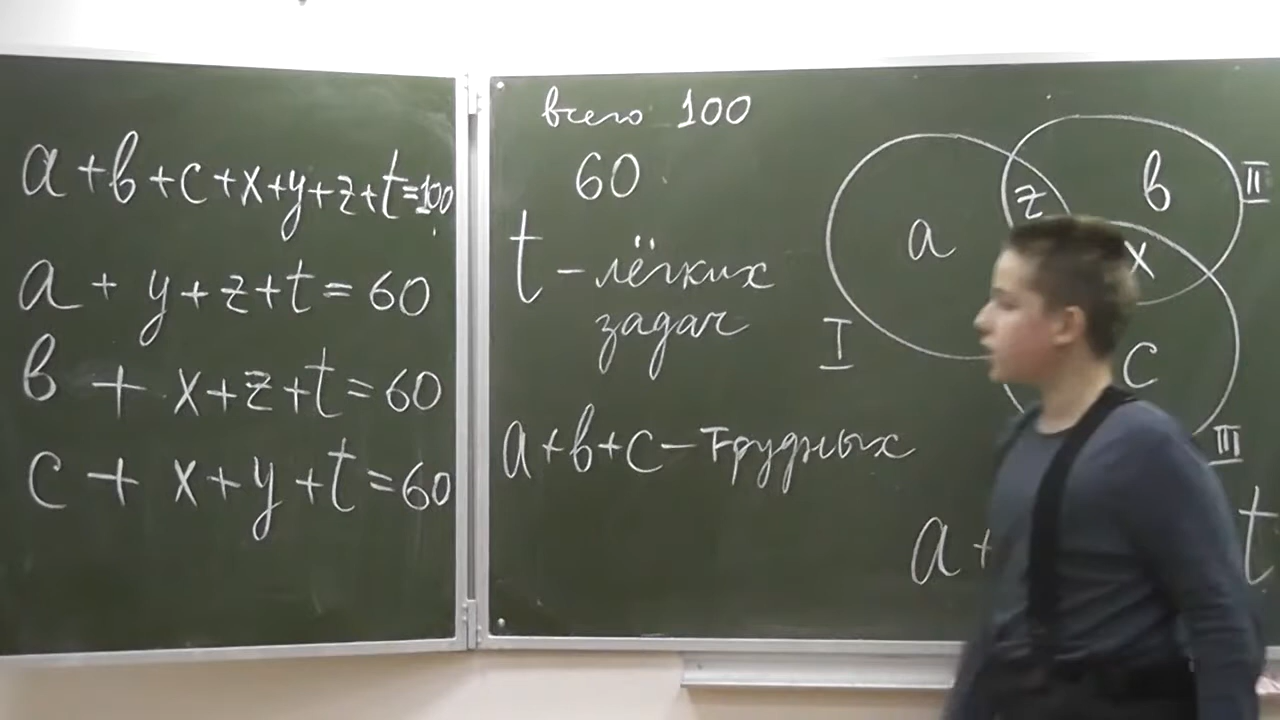 a+b+c+x+y+z+t=100
a+y+z+t=60
b+x+z+t=60
c+x+y+t=60
всего 100
60
t-лёгких
задач
a+b+c-трудных
a
z
b
x
c
I
II
III
a+
t